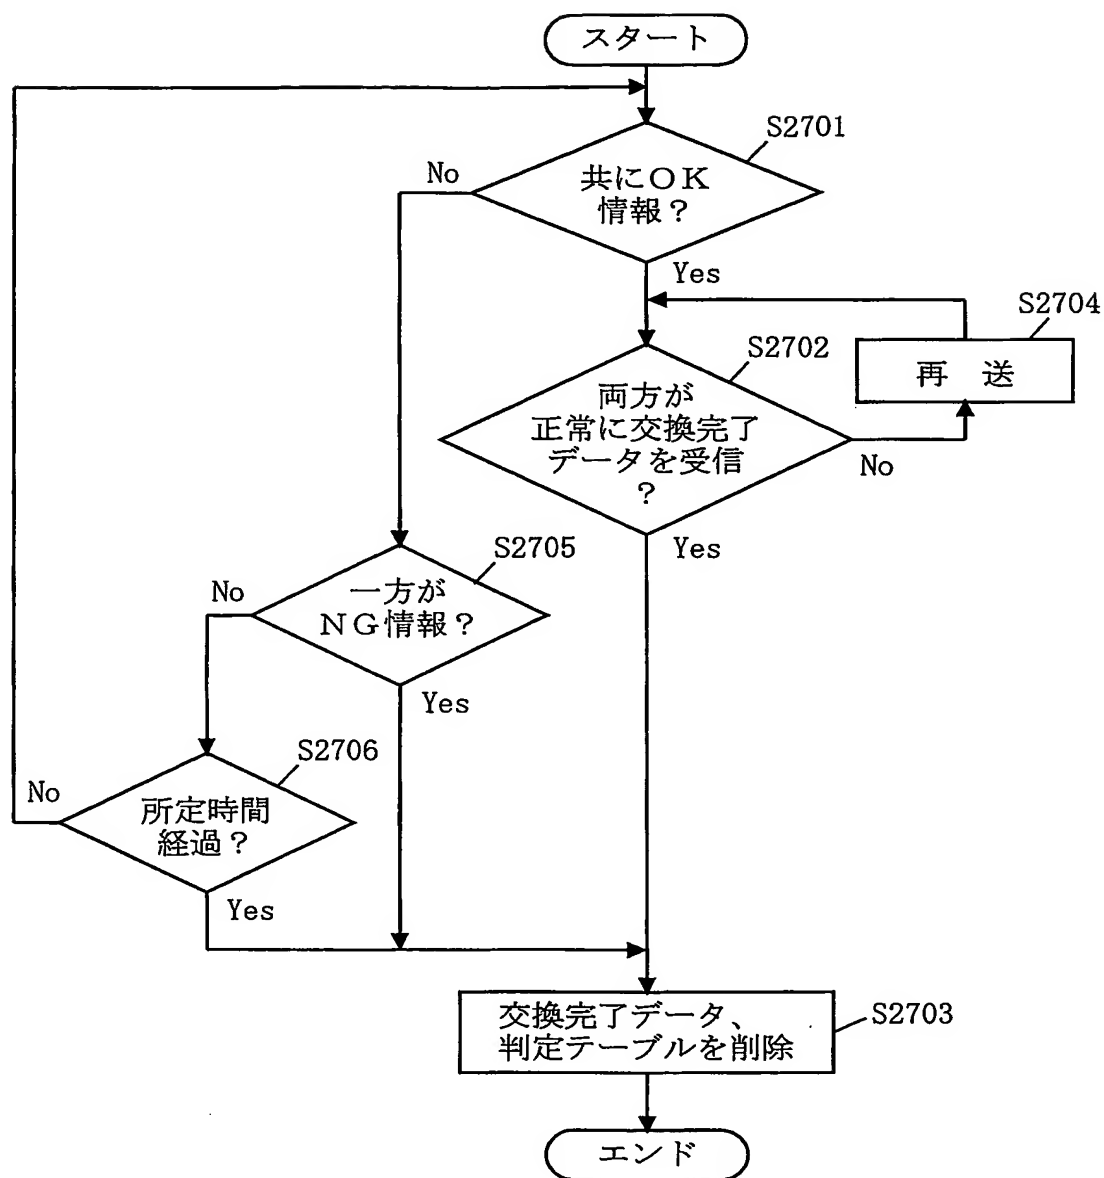 スタート
S2701
No
共にＯＫ
情報？
Yes
S2704
再　送
S2702
両方が
正常に交換完了
データを受信
？
No
Yes
S2705
No
一方が
ＮＧ情報？
Yes
S2706
No
所定時間
経過？
Yes
交換完了データ、
判定テーブルを削除
S2703
エンド